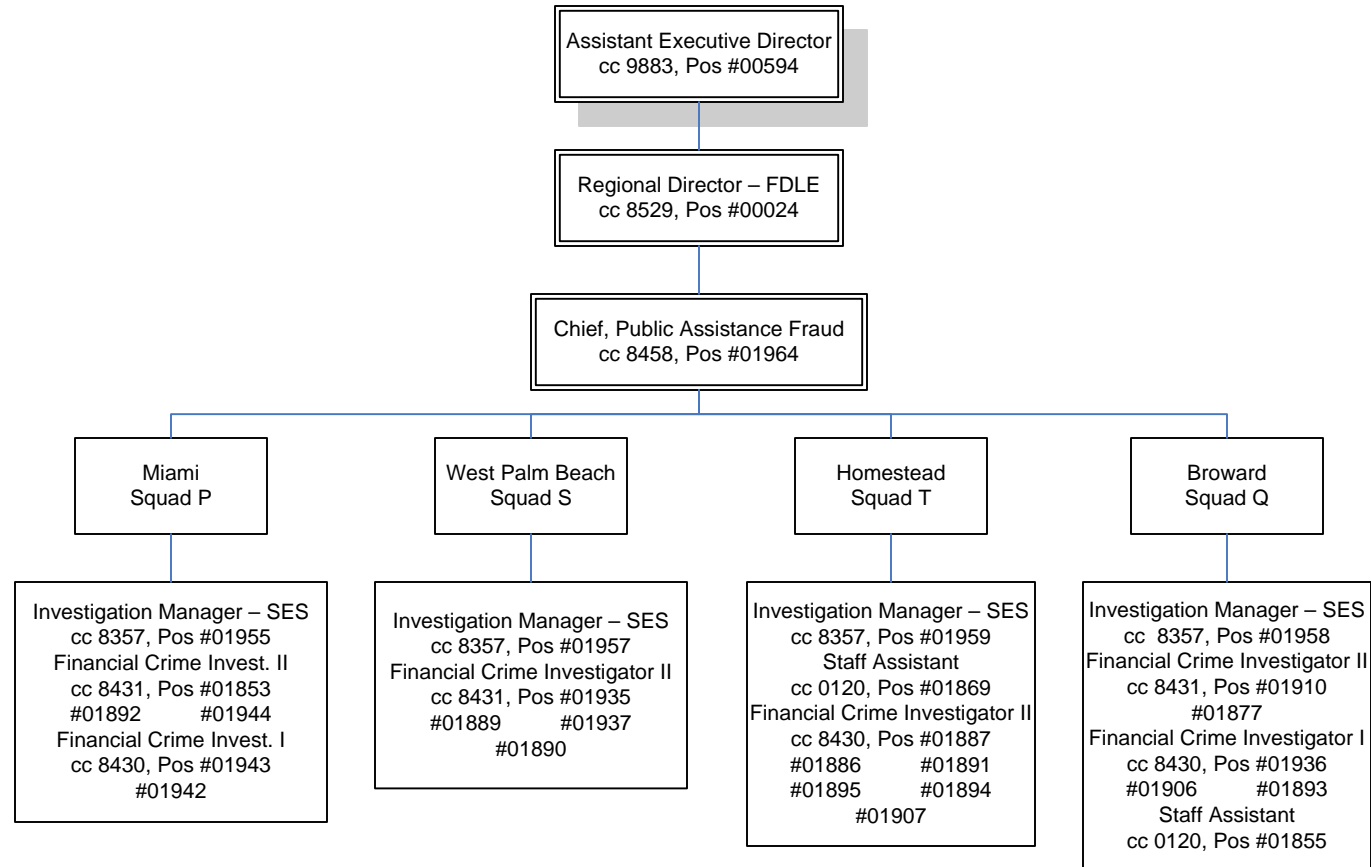 Assistant Executive Director
cc 9883, Pos #00594
Regional Director – FDLE
cc 8529, Pos #00024
Chief, Public Assistance Fraud
cc 8458, Pos #01964
Miami
Squad P
West Palm Beach
Squad S
Homestead
Squad T
Broward
Squad Q
Investigation Manager – SES
cc 8357, Pos #01955
Financial Crime Invest. II
cc 8431, Pos #01853
#01892 #01944
Financial Crime Invest. I
cc 8430, Pos #01943
#01942
Investigation Manager – SES
cc 8357, Pos #01957
Financial Crime Investigator II
cc 8431, Pos #01935
#01889 #01937
#01890
Investigation Manager – SES
cc 8357, Pos #01959
Staff Assistant
cc 0120, Pos #01869
Financial Crime Investigator II
cc 8430, Pos #01887
#01886 #01891
#01895 #01894
#01907
Investigation Manager – SES
cc 8357, Pos #01958
Financial Crime Investigator II
cc 8431, Pos #01910
#01877
Financial Crime Investigator I
cc 8430, Pos #01936
#01906 #01893
Staff Assistant
cc 0120, Pos #01855